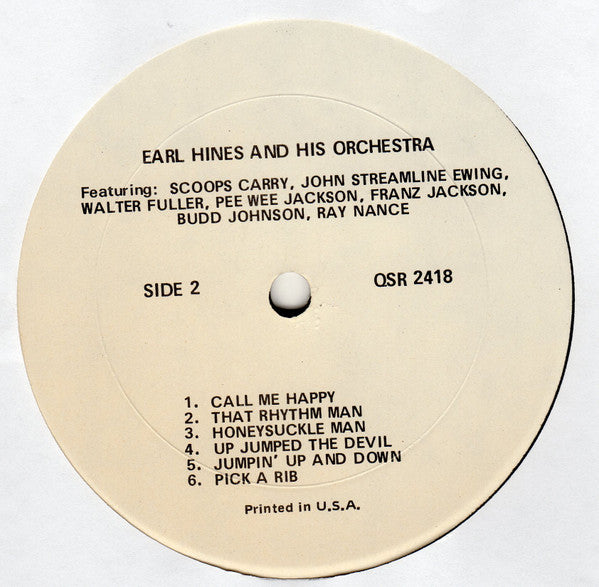 EARL HINES AND HIS ORCHESTRA
Featuring: SCOOPS CARRY, JOHN STREAMLINE EWING,
WALTER FULLER, PEE WEE JACKSON, FRANZ JACKSON,
BUDD JOHNSON, RAY NANCE
SIDE 2
QSR 2418
1. CALL ME HAPPY
2. THAT RHYTHM MAN
3. HONEYSUCKLE MAN
4. UP JUMPED THE DEVIL
5. JUMPIN' UP AND DOWN
6. PICK A RIB
Printed in U.S.A.